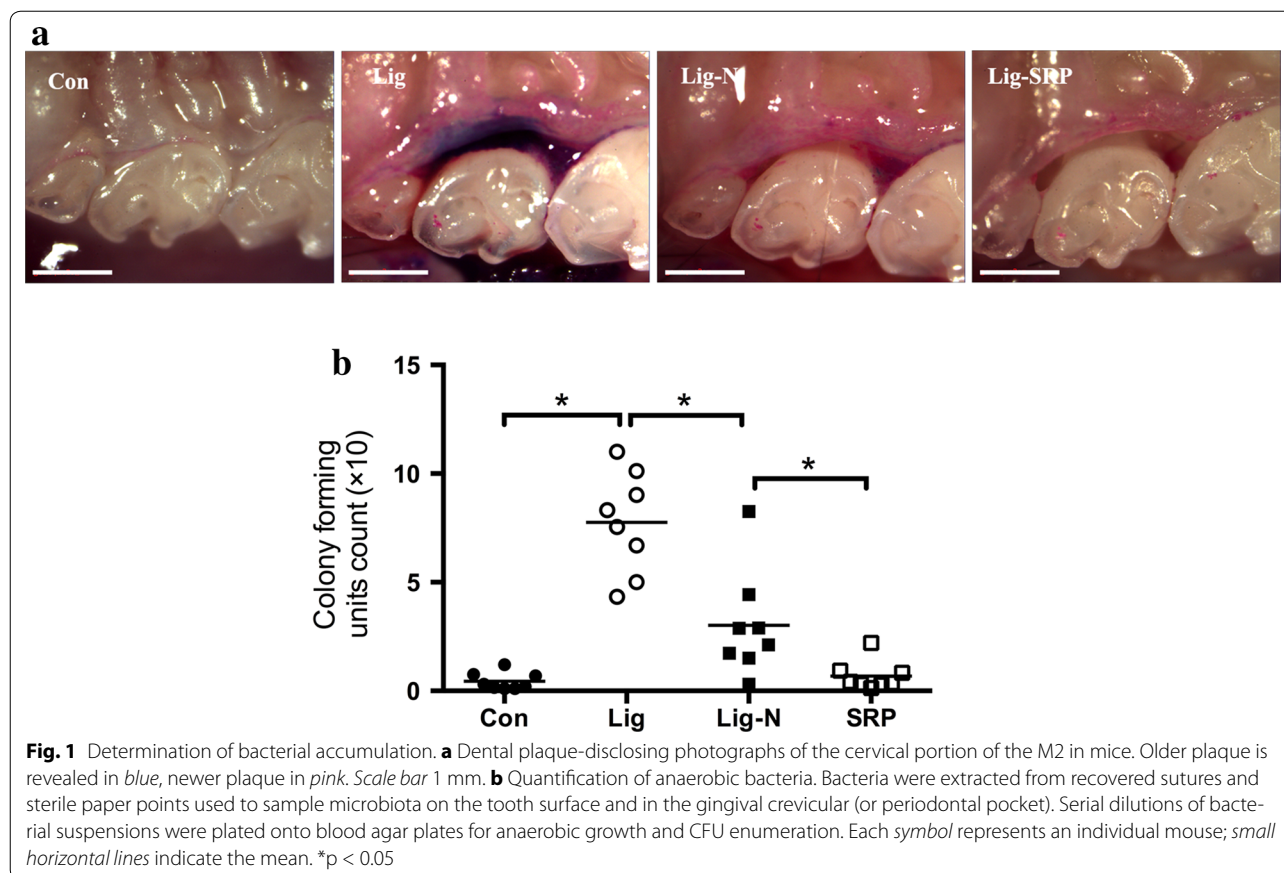 a
Con
Lig
Lig-N
Lig-SRP
b
Colony forming
units count (×10)
15
10
5
0
*
*
*
Con
Lig
Lig-N
SRP
Fig. 1 Determination of bacterial accumulation. a Dental plaque-disclosing photographs of the cervical portion of the M2 in mice. Older plaque is
revealed in blue, newer plaque in pink. Scale bar 1 mm. b Quantification of anaerobic bacteria. Bacteria were extracted from recovered sutures and
sterile paper points used to sample microbiota on the tooth surface and in the gingival crevicular (or periodontal pocket). Serial dilutions of bacte-
rial suspensions were plated onto blood agar plates for anaerobic growth and CFU enumeration. Each symbol represents an individual mouse; small
horizontal lines indicate the mean. *p < 0.05